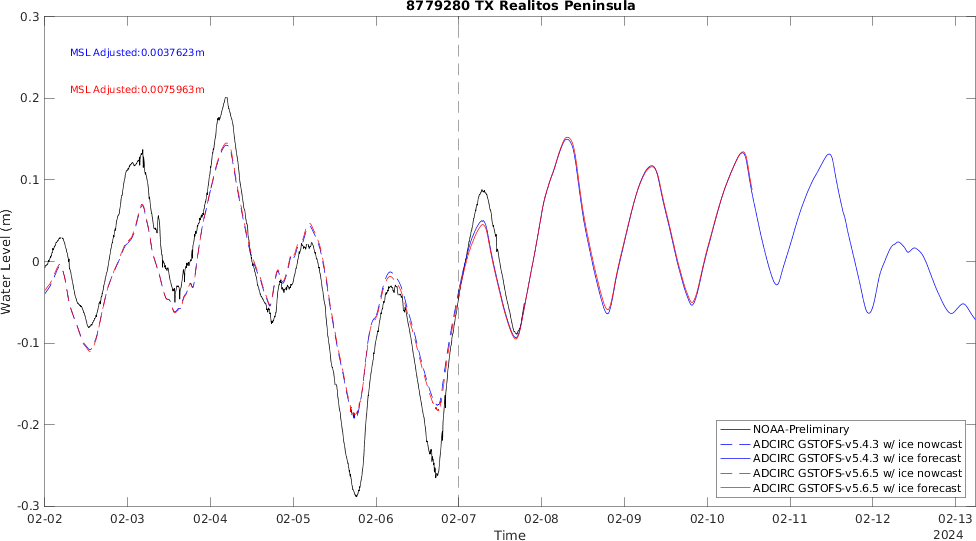 8779280 TX Realitos Peninsula
MSL Adjusted:0.0037623m
MSL Adjusted:0.0075963m
Water Level (m)
0.3
0.2
0.1
0
-0.1
-0.2
-0.3
NOAA-Preliminary
ADCIRC GSTOFS-v5.4.3 w/ ice nowcast
ADCIRC GSTOFS-v5.4.3 w/ ice forecast
ADCIRC GSTOFS-v5.6.5 w/ ice nowcast
ADCIRC GSTOFS-v5.6.5 w/ ice forecast
02-02 02-03 02-04 02-05 02-06 02-07 02-08 02-09 02-10 02-11 02-12 02-13
Time
2024